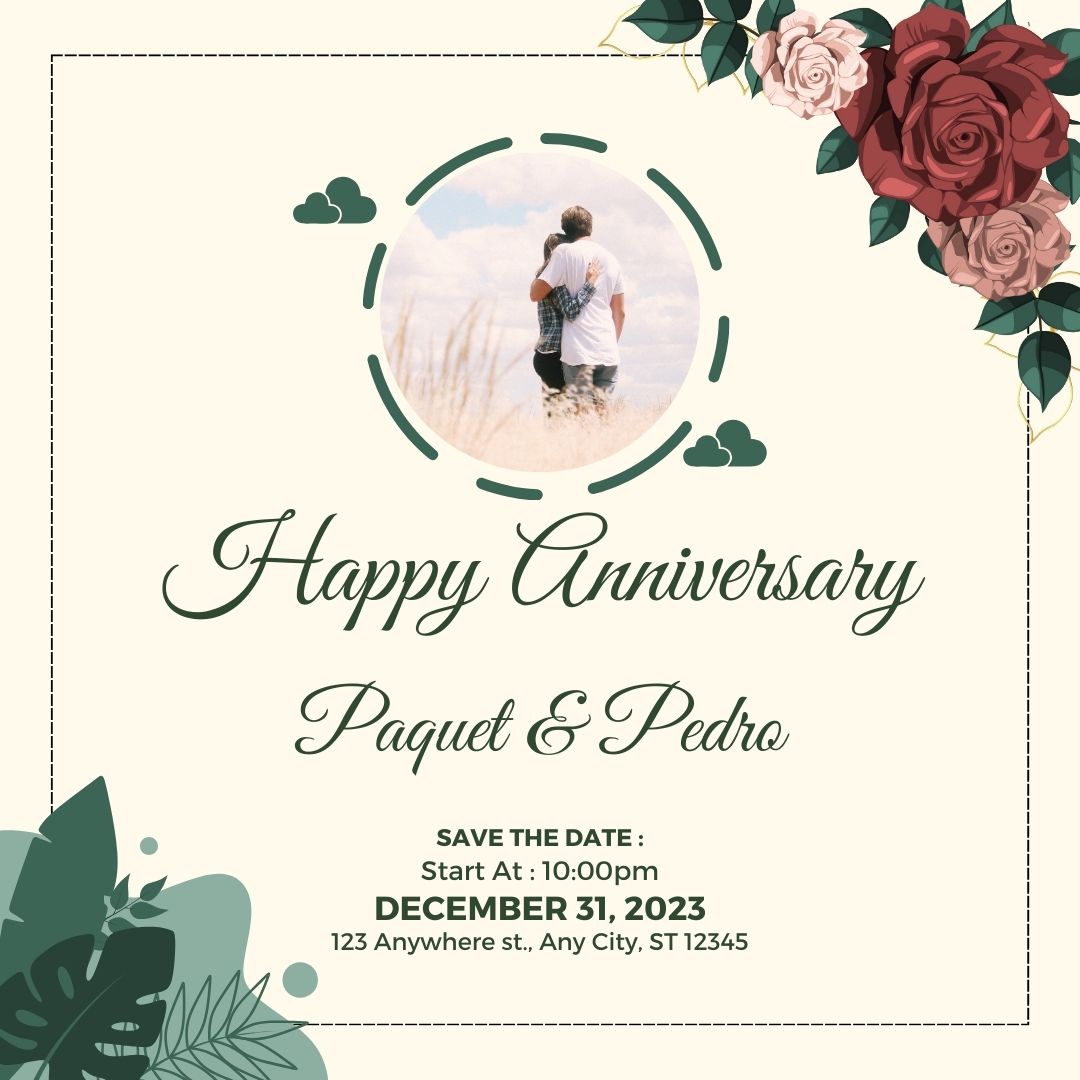 Happy Anniversary
Paquet & Pedro
SAVE THE DATE :
Start At : 10:00pm
DECEMBER 31, 2023
123 Anywhere st., Any City, ST 12345